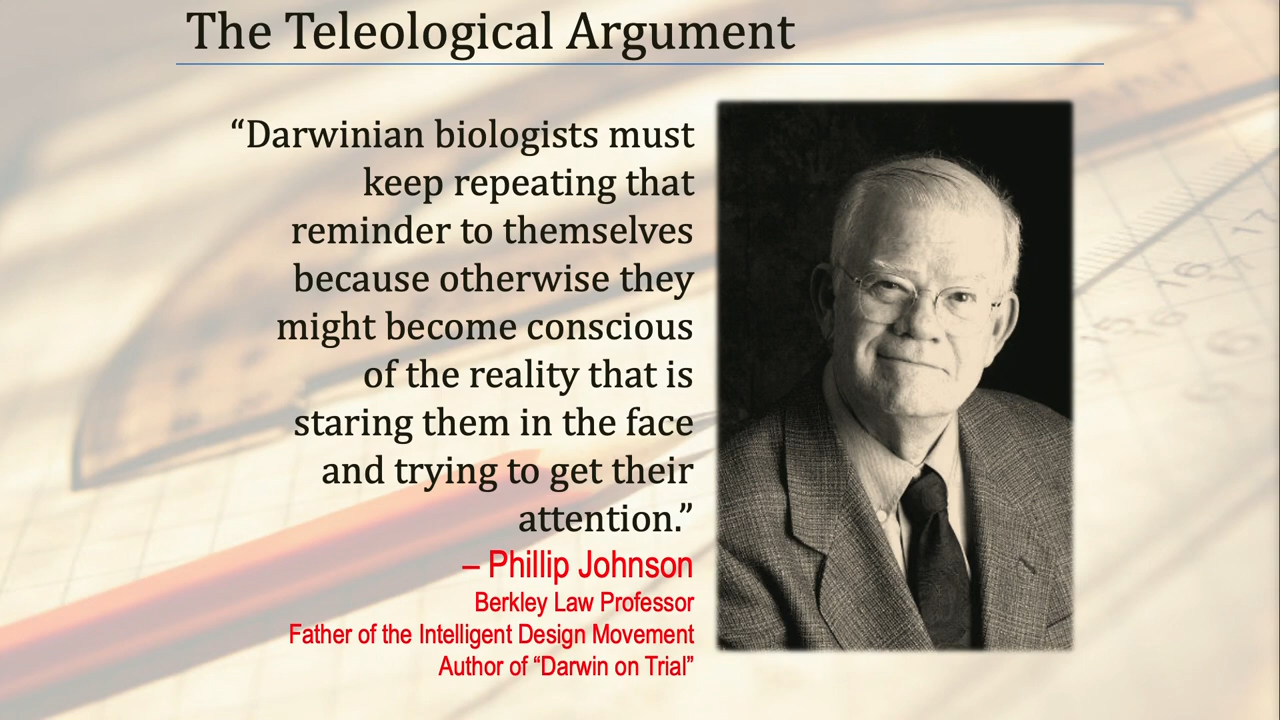 The Teleological Argument
“Darwinian biologists must
keep repeating that
reminder to themselves
because otherwise they
might become conscious
of the reality that is
staring them in the face
and trying to get their
attention.”
– Phillip Johnson
Berkley Law Professor
Father of the Intelligent Design Movement
Author of “Darwin on Trial”